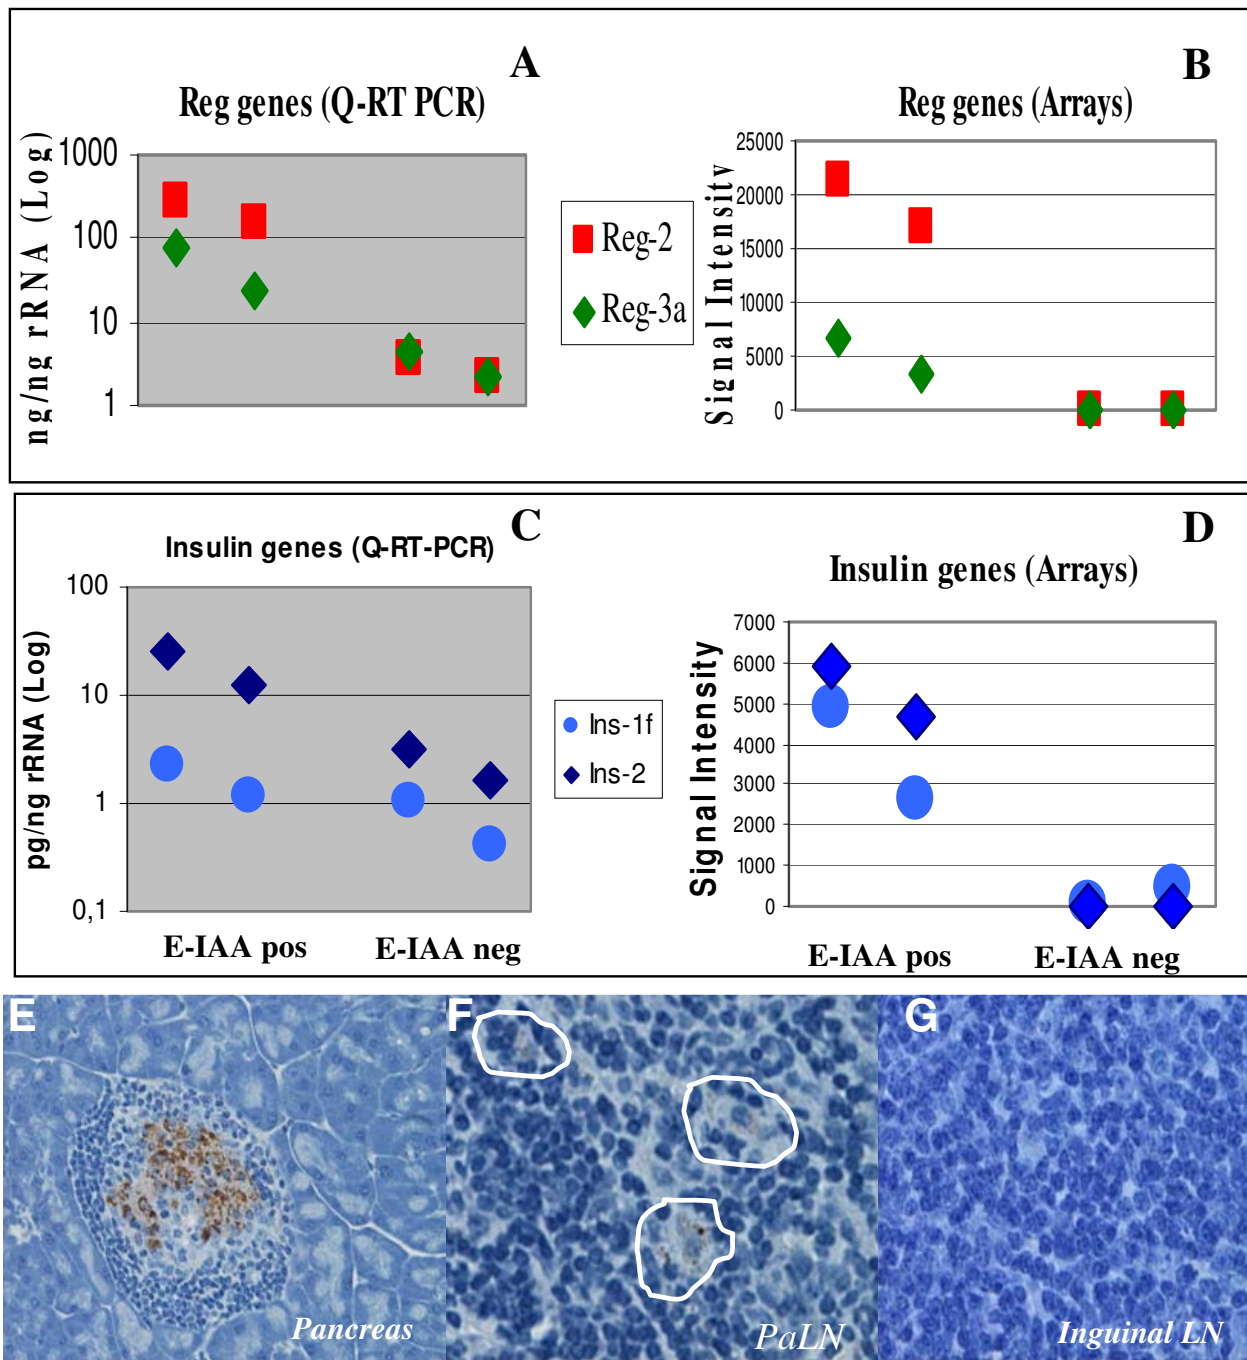 A
Reg genes (Q-RT PCR)
ng/ng rRNA (Log)
1000
100
10
1
Reg-2
Reg-3a
B
Reg genes (Arrays)
Signal Intensity
25000
20000
15000
10000
5000
0
C
Insulin genes (Q-RT-PCR)
pg/ng rRNA (Log)
100
10
1
0,1
E-IAA pos
E-IAA neg
Ins-1f
Ins-2
D
Insulin genes (Arrays)
Signal Intensity
7000
6000
5000
4000
3000
2000
1000
0
E-IAA pos
E-IAA neg
E
Pancreas
F
PaLN
G
Inguinal LN